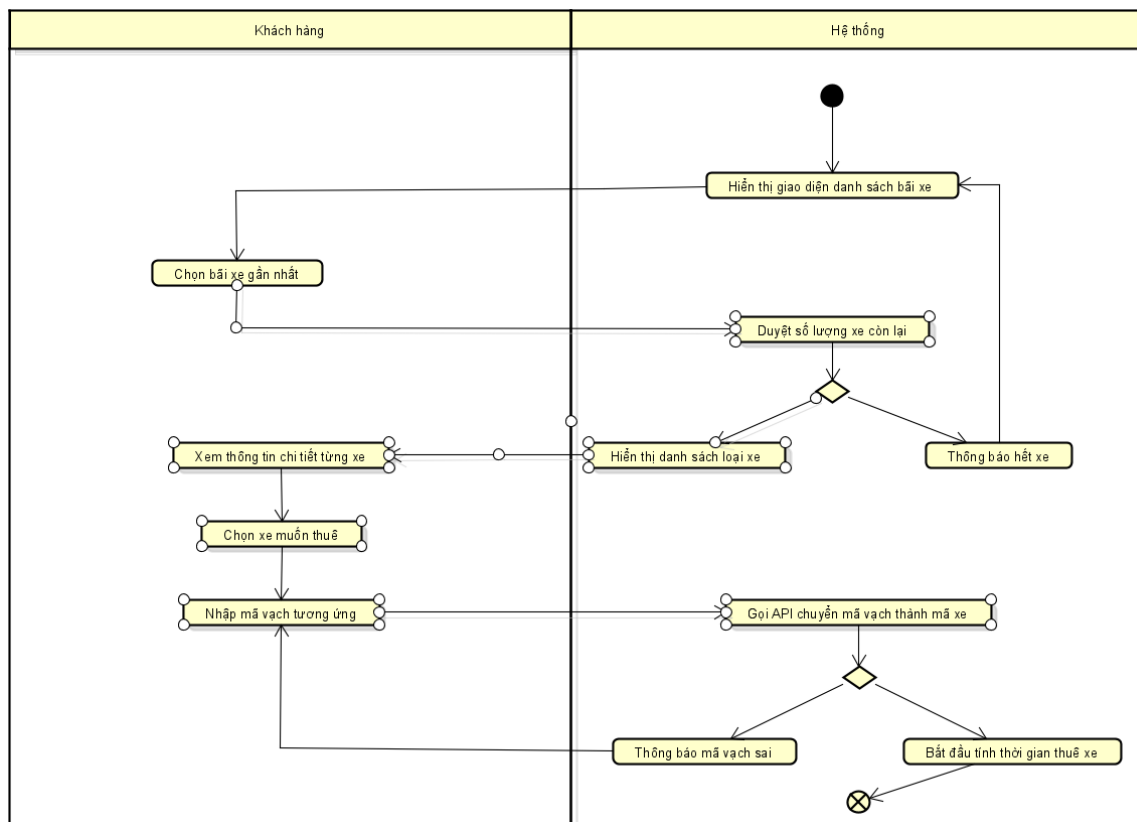 Khách hàng
Hệ thống
Hiển thị giao diện danh sách bãi xe
Chọn bãi xe gần nhất
Duyệt số lượng xe còn lại
Xem thông tin chi tiết từng xe
Hiển thị danh sách loại xe
Thông báo hết xe
Chọn xe muốn thuê
Nhập mã vạch tương ứng
Gọi API chuyển mã vạch thành mã xe
Thông báo mã vạch sai
Bắt đầu tính thời gian thuê xe